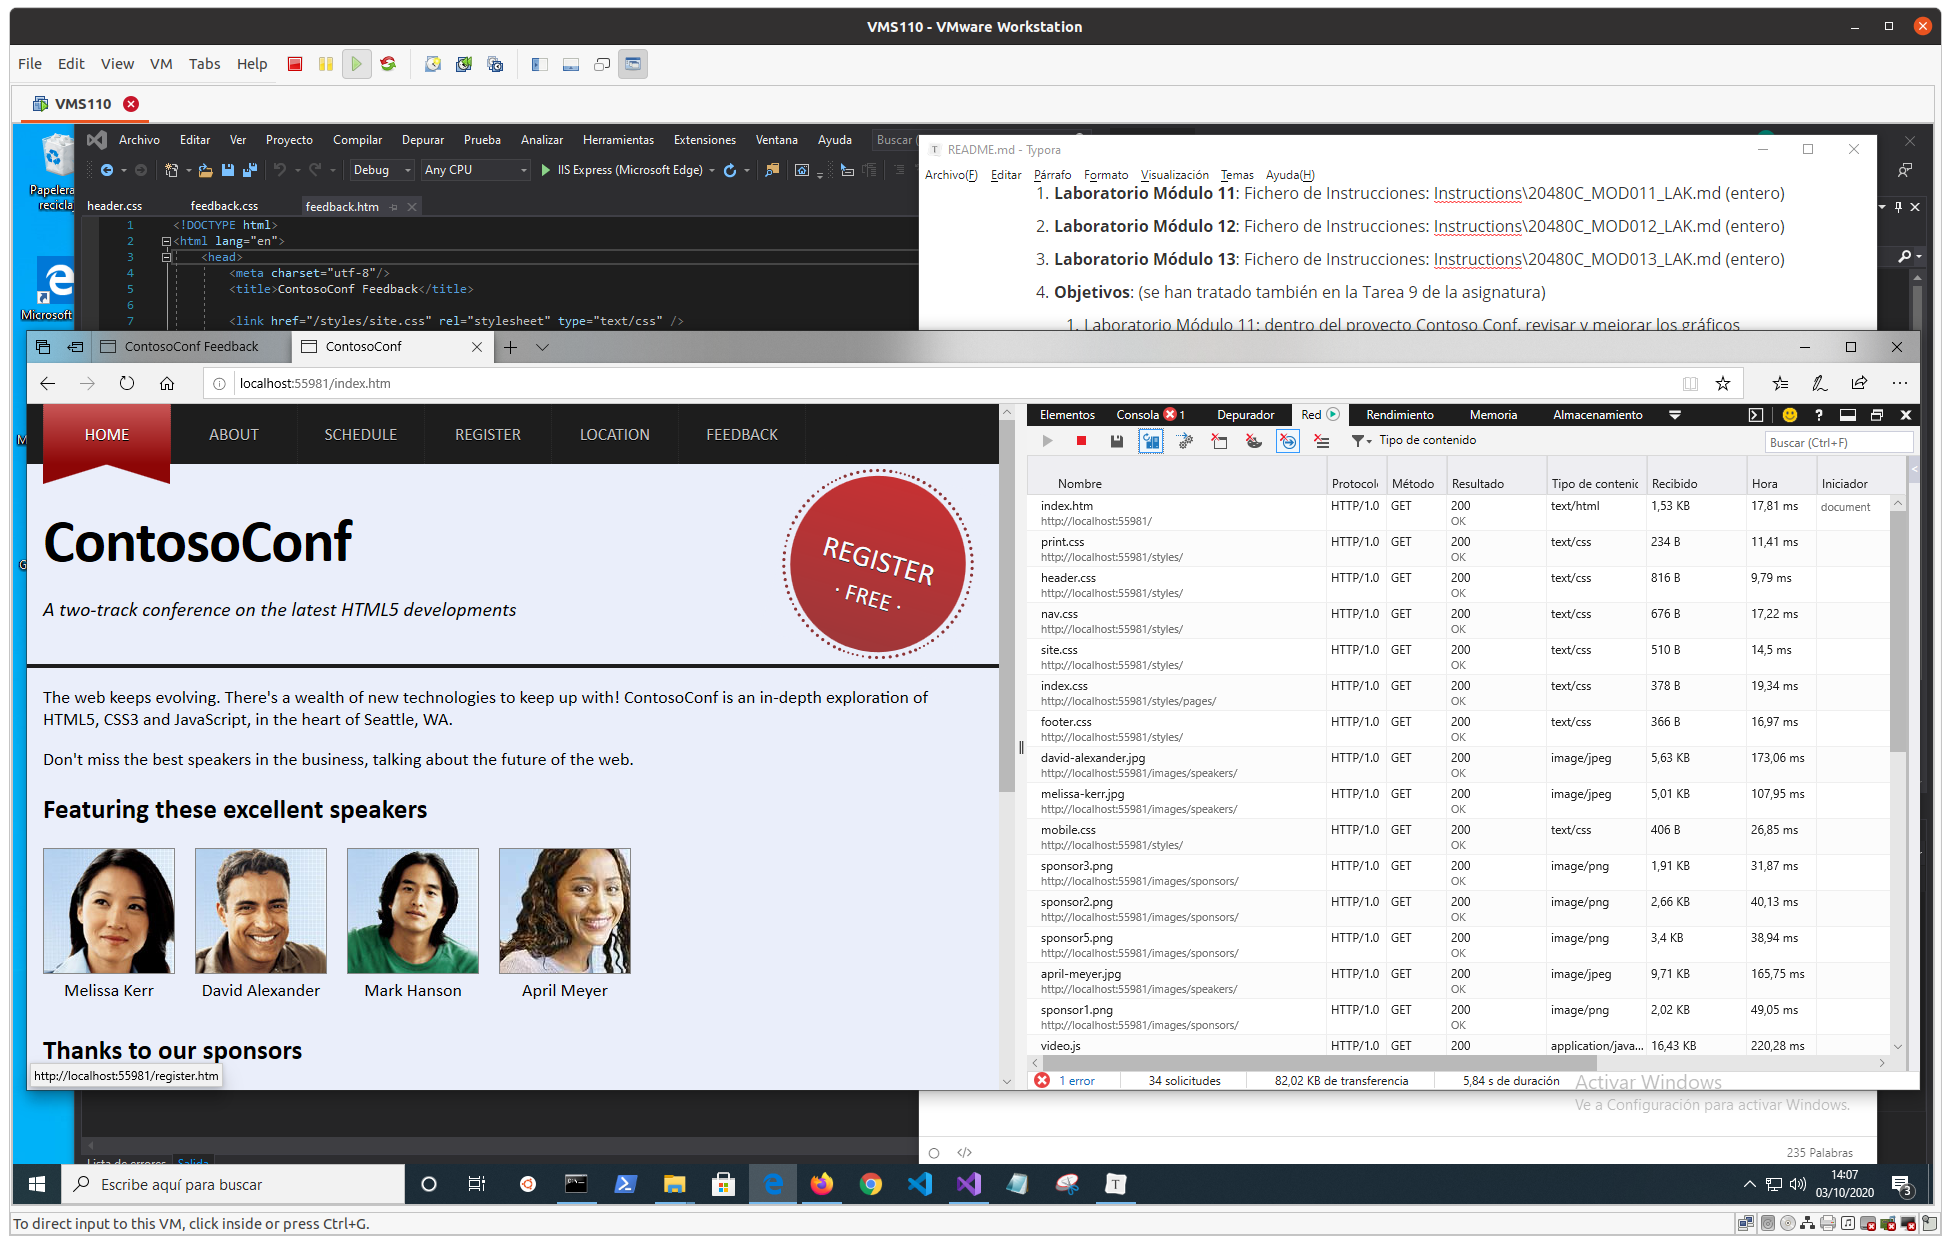 VMS110 - VMware Workstation
File Edit View VM Tabs Help
VMS110
Papelera
reciclaj
Microsoft
Archivo Editar Ver Proyecto Compilar Depurar Prueba Analizar Herramientas Extensiones Ventana Ayuda Buscar (
Debug Any CPU IIS Express (Microsoft Edge)
header.css feedback.css feedback.htm
1 <!DOCTYPE html>
2 <html lang="en">
3 <head>
4 <meta charset="utf-8"/>
5 <title>ContosoConf Feedback</title>
6
7 <link href="/styles/site.css" rel="stylesheet" type="text/css" />
README.md - Typora
Archivo(F) Editar Párrafo Formato Visualización Temas Ayuda(H)
1. Laboratorio Módulo 11: Fichero de Instrucciones: Instructions\20480C_MOD011_LAK.md (entero)
2. Laboratorio Módulo 12: Fichero de Instrucciones: Instructions\20480C_MOD012_LAK.md (entero)
3. Laboratorio Módulo 13: Fichero de Instrucciones: Instructions\20480C_MOD013_LAK.md (entero)
4. Objetivos: (se han tratado también en la Tarea 9 de la asignatura)
1. Laboratorio Módulo 11: dentro del proyecto Contoso Conf, revisar y mejorar los gráficos
ContosoConf Feedback ContosoConf
localhost:55981/index.htm
HOME ABOUT SCHEDULE REGISTER LOCATION FEEDBACK
ContosoConf
A two-track conference on the latest HTML5 developments
REGISTER
· FREE ·
The web keeps evolving. There's a wealth of new technologies to keep up with! ContosoConf is an in-depth exploration of
HTML5, CSS3 and JavaScript, in the heart of Seattle, WA.
Don't miss the best speakers in the business, talking about the future of the web.
Featuring these excellent speakers
Melissa Kerr David Alexander Mark Hanson April Meyer
Thanks to our sponsors
http://localhost:55981/register.htm
Elementos Consola 1 Depurador Red Rendimiento Memoria Almacenamiento
Tipo de contenido
Buscar (Ctrl+F)
Nombre Protocolo Método Resultado Tipo de contenic Recibido Hora Iniciador
index.htm HTTP/1.0 GET 200 text/html 1,53 KB 17,81 ms document
http://localhost:55981/ OK
print.css HTTP/1.0 GET 200 text/css 234 B 11,41 ms
http://localhost:55981/styles/ OK
header.css HTTP/1.0 GET 200 text/css 816 B 9,79 ms
http://localhost:55981/styles/ OK
nav.css HTTP/1.0 GET 200 text/css 676 B 17,22 ms
http://localhost:55981/styles/ OK
site.css HTTP/1.0 GET 200 text/css 510 B 14,5 ms
http://localhost:55981/styles/ OK
index.css HTTP/1.0 GET 200 text/css 378 B 19,34 ms
http://localhost:55981/styles/pages/ OK
footer.css HTTP/1.0 GET 200 text/css 366 B 16,97 ms
http://localhost:55981/styles/ OK
david-alexander.jpg HTTP/1.0 GET 200 image/jpeg 5,63 KB 173,06 ms
http://localhost:55981/images/speakers/ OK
melissa-kerr.jpg HTTP/1.0 GET 200 image/jpeg 5,01 KB 107,95 ms
http://localhost:55981/images/speakers/ OK
mobile.css HTTP/1.0 GET 200 text/css 406 B 26,85 ms
http://localhost:55981/styles/ OK
sponsor3.png HTTP/1.0 GET 200 image/png 1,91 KB 31,87 ms
http://localhost:55981/images/sponsors/ OK
sponsor2.png HTTP/1.0 GET 200 image/png 2,66 KB 40,13 ms
http://localhost:55981/images/sponsors/ OK
sponsor5.png HTTP/1.0 GET 200 image/png 3,4 KB 38,94 ms
http://localhost:55981/images/sponsors/ OK
april-meyer.jpg HTTP/1.0 GET 200 image/jpeg 9,71 KB 165,75 ms
http://localhost:55981/images/speakers/ OK
sponsor1.png HTTP/1.0 GET 200 image/png 2,02 KB 49,05 ms
http://localhost:55981/images/sponsors/ OK
video.js HTTP/1.0 GET 200 application/java... 16,43 KB 220,28 ms
1 error 34 solicitudes 82,02 KB de transferencia 5,84 s de duración
Activar Windows
Ve a Configuración para activar Windows.
Lista de errores Salida
235 Palabras
Escribe aquí para buscar
14:07
03/10/2020
3
To direct input to this VM, click inside or press Ctrl+G.